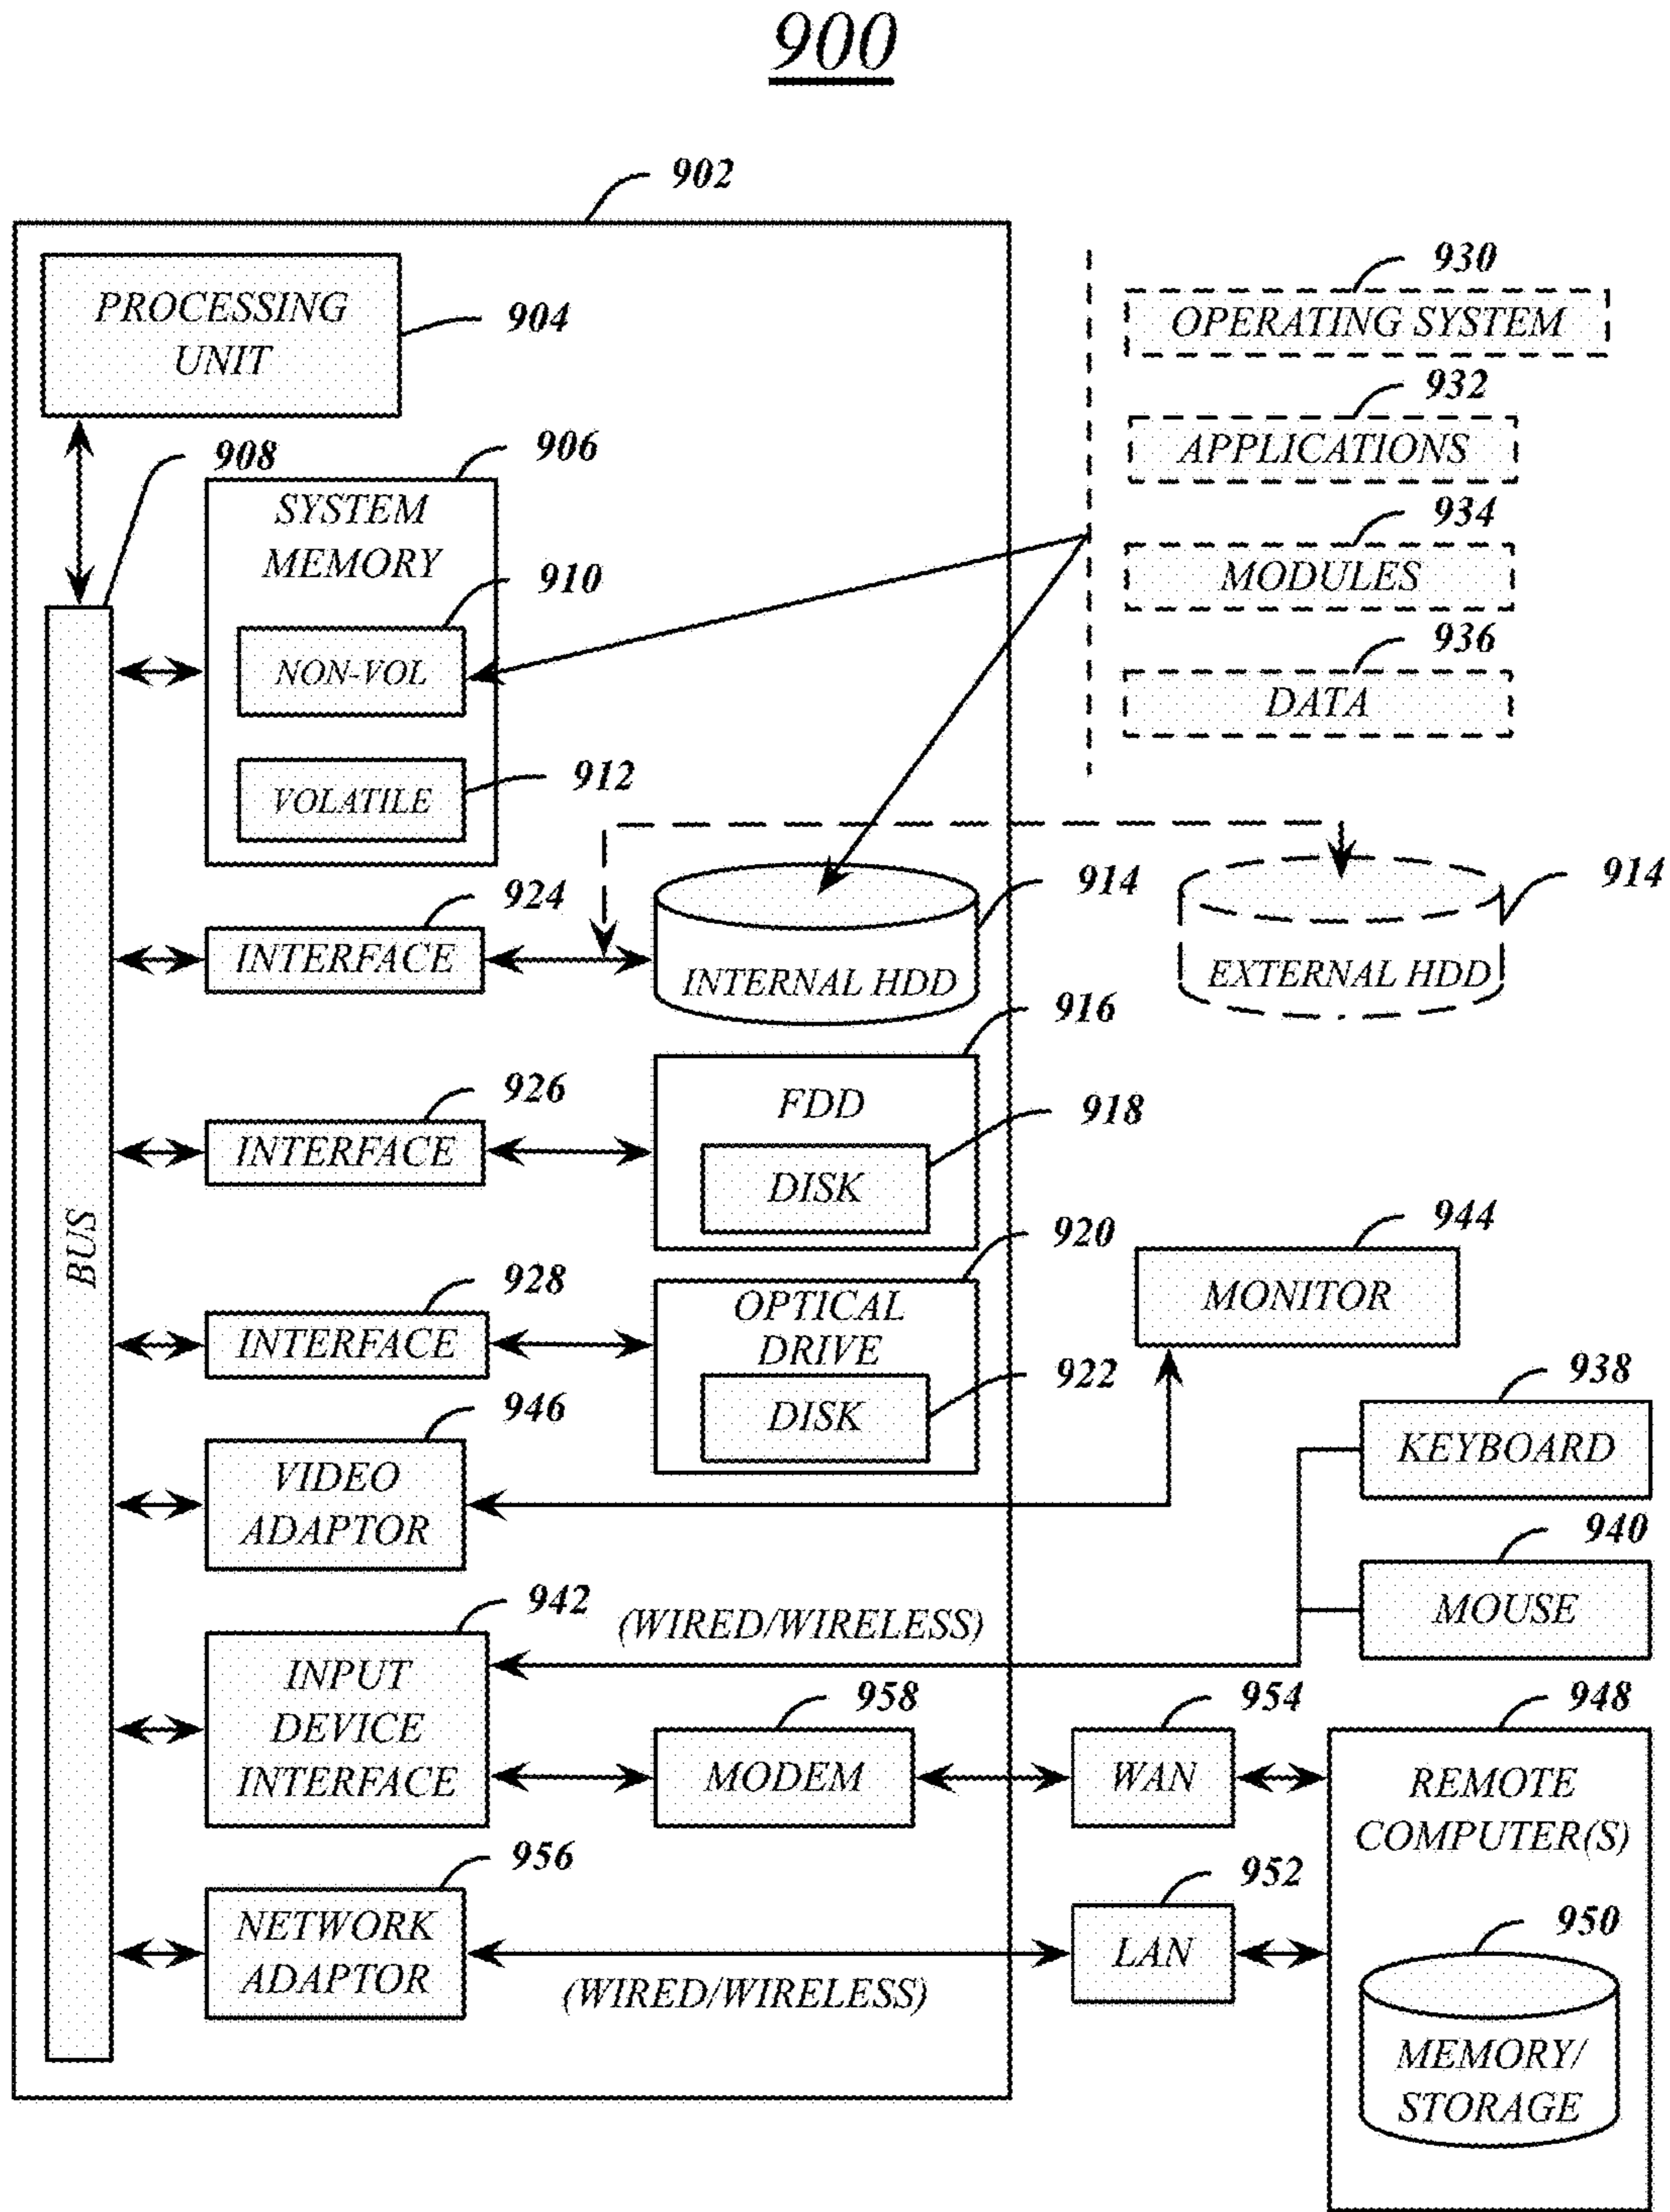 900
902
PROCESSING
UNIT
904
930
OPERATING SYSTEM
932
APPLICATIONS
934
MODULES
936
DATA
908
906
SYSTEM
MEMORY
910
NON-VOL
912
VOLATILE
924
INTERFACE
914
INTERNAL HDD
914
EXTERNAL HDD
916
FDD
918
DISK
926
INTERFACE
BUS
920
OPTICAL
DRIVE
922
DISK
928
INTERFACE
944
MONITOR
946
VIDEO
ADAPTOR
938
KEYBOARD
940
MOUSE
942
INPUT
DEVICE
INTERFACE
(WIRED/WIRELESS)
958
MODEM
954
WAN
948
REMOTE
COMPUTER(S)
956
NETWORK
ADAPTOR
(WIRED/WIRELESS)
952
LAN
950
MEMORY/
STORAGE